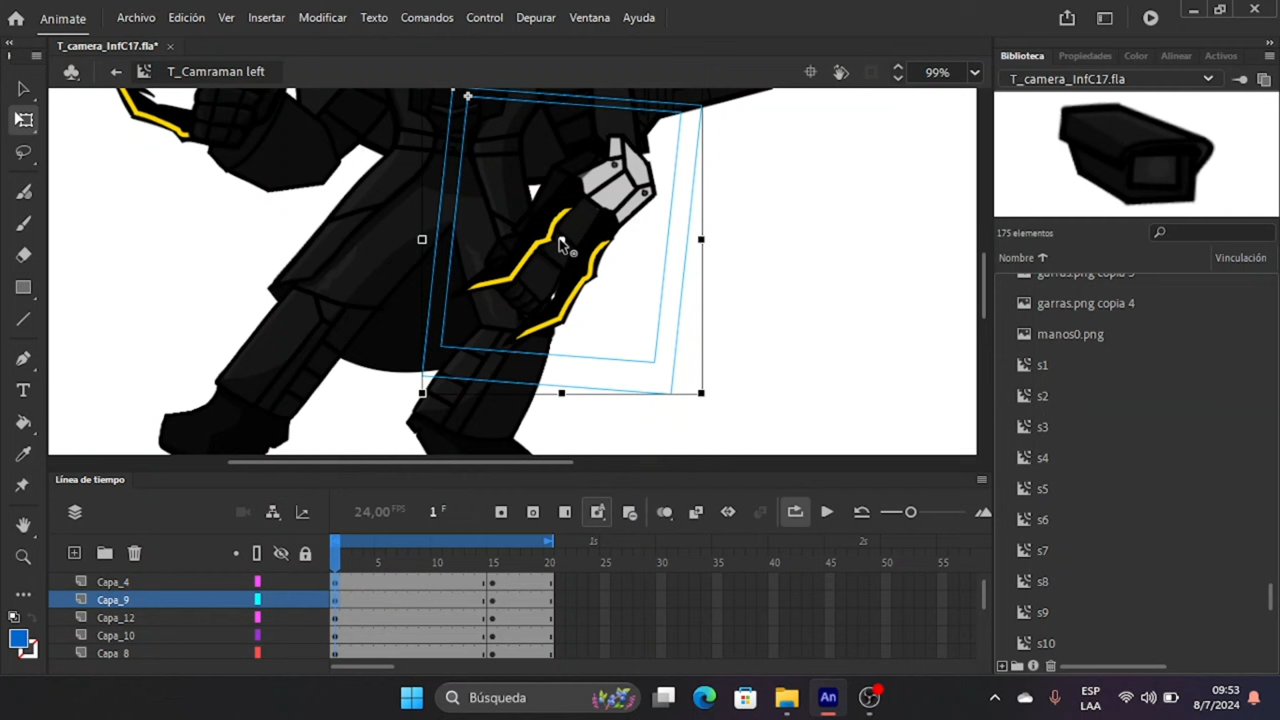 Animate Archivo Edición Ver Insertar Modificar Texto Comandos Control Depurar Ventana Ayuda
T_camera_InfC17.fla*
T_Camraman left 99%
Biblioteca Propiedades Color Alinear Activos
T_camera_InfC17.fla
175 elementos
Nombre Vinculación
garras.png copia 4
manos0.png
s1
s2
s3
s4
s5
s6
s7
s8
s9
s10
Línea de tiempo
24,00 FPS 1 F
1s 2s
5 10 15 20 25 30 35 40 45 50 55
Capa_4
Capa_9
Capa_12
Capa_10
Capa_8
Búsqueda
An
ESP
LAA
09:53
8/7/2024